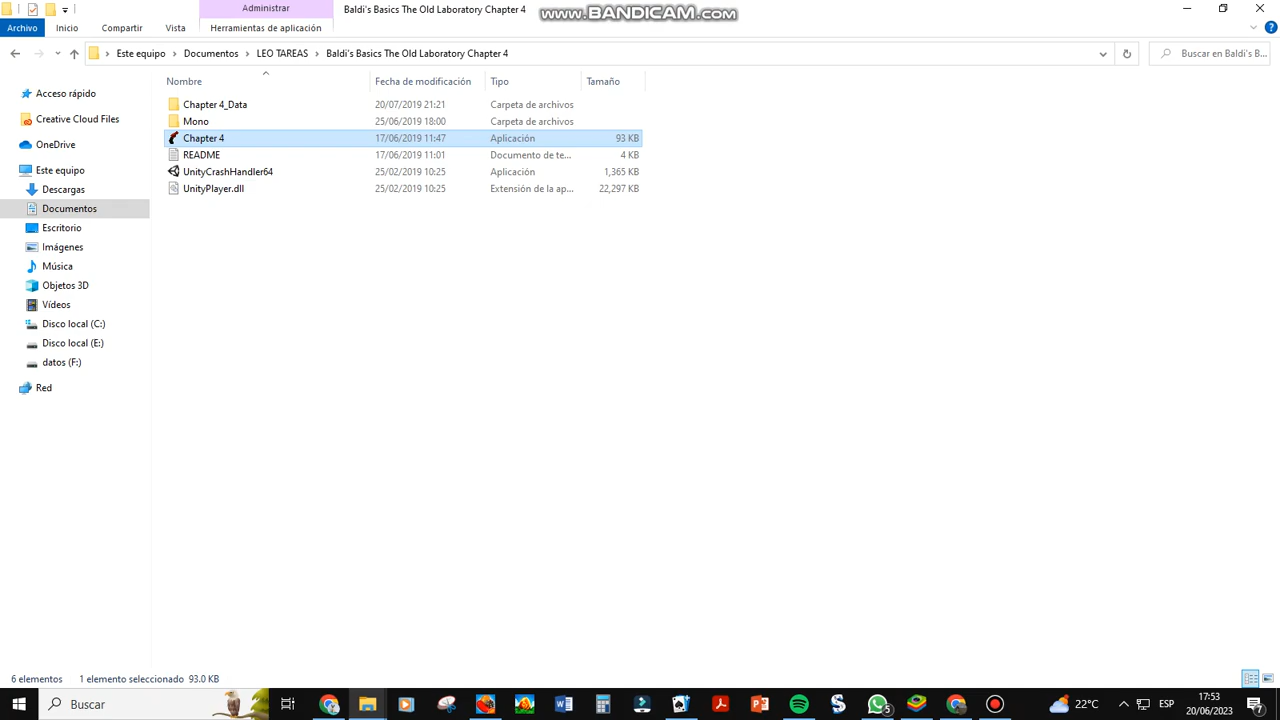 Administrar
Baldi's Basics The Old Laboratory Chapter 4
www.BANDICAM.com
Archivo
Inicio
Compartir
Vista
Herramientas de aplicación
Este equipo
Documentos
LEO TAREAS
Baldi's Basics The Old Laboratory Chapter 4
Buscar en Baldi's B...
Nombre
Fecha de modificación
Tipo
Tamaño
Acceso rápido
Creative Cloud Files
OneDrive
Este equipo
Descargas
Documentos
Escritorio
Imágenes
Música
Objetos 3D
Vídeos
Disco local (C:)
Disco local (E:)
datos (F:)
Red
Chapter 4_Data 20/07/2019 21:21 Carpeta de archivos
Mono 25/06/2019 18:00 Carpeta de archivos
Chapter 4 17/06/2019 11:47 Aplicación 93 KB
README 17/06/2019 11:01 Documento de te... 4 KB
UnityCrashHandler64 25/02/2019 10:25 Aplicación 1,365 KB
UnityPlayer.dll 25/02/2019 10:25 Extensión de la ap... 22,297 KB
6 elementos
1 elemento seleccionado 93.0 KB
Buscar
5
22°C
ESP
17:53
20/06/2023
7